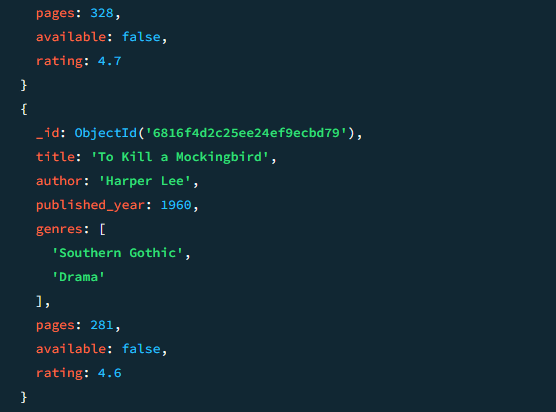 pages: 328,
available: false,
rating: 4.7
}
{
_id: ObjectId('6816f4d2c25ee24ef9ecbd79'),
title: 'To Kill a Mockingbird',
author: 'Harper Lee',
published_year: 1960,
genres: [
'Southern Gothic',
'Drama'
],
pages: 281,
available: false,
rating: 4.6
}